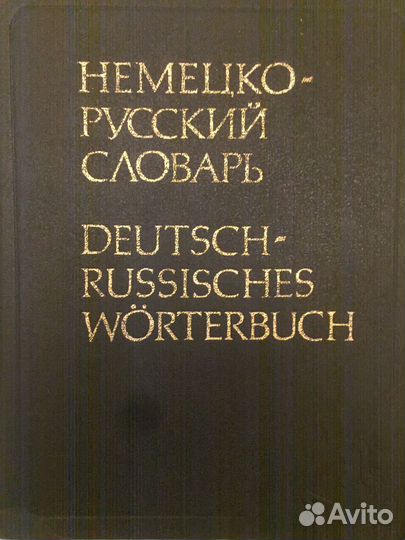 НЕМЕЦКО-
РУССКИЙ
СЛОВАРЬ
DEUTSCH-
RUSSISCHES
WÖRTERBUCH
Avito